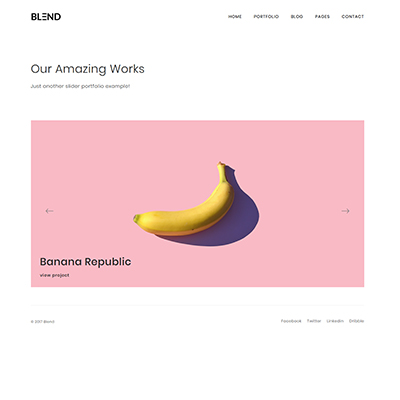 BLEND
HOME PORTFOLIO BLOG PAGES CONTACT
Our Amazing Works
Just another slider portfolio example!
Banana Republic
view project
© 2017 Blend
Facebook Twitter Linkedin Dribble